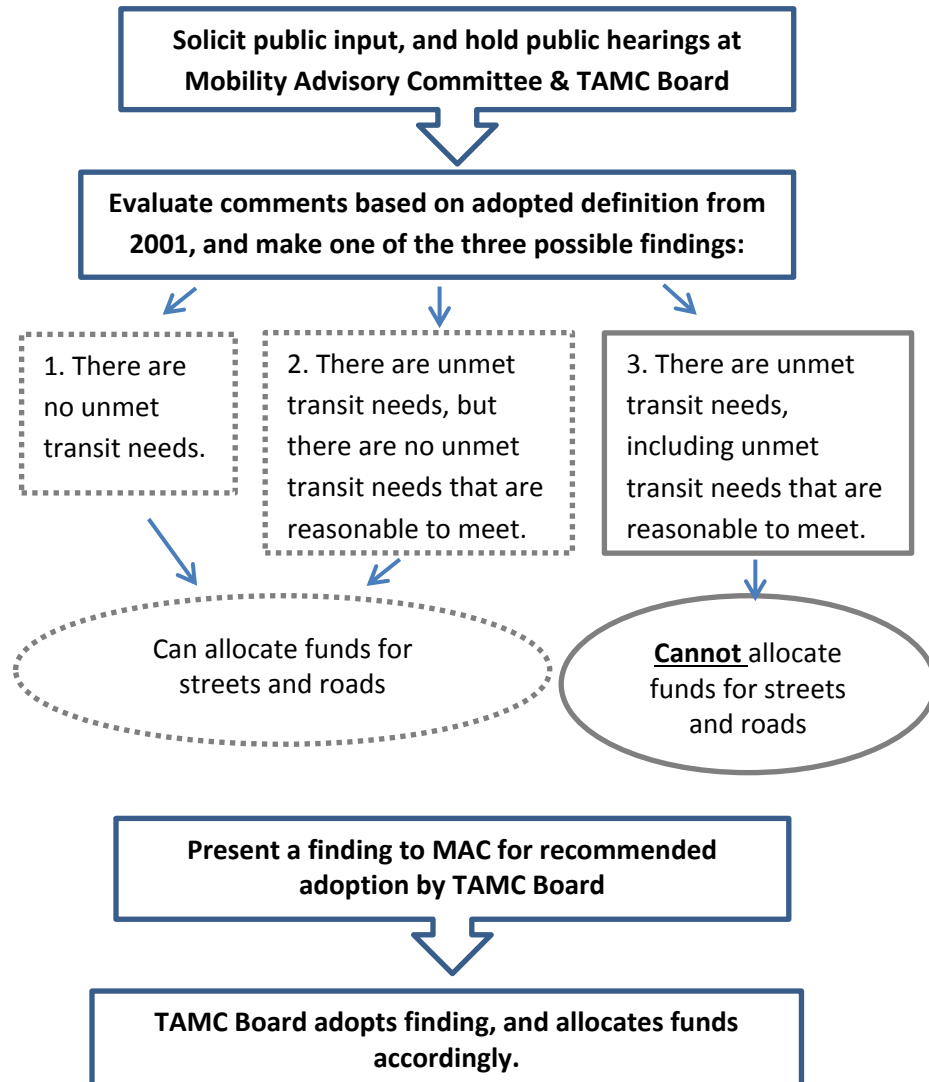 Solicit public input, and hold public hearings at
Mobility Advisory Committee & TAMC Board
Evaluate comments based on adopted definition from
2001, and make one of the three possible findings:
1. There are
no unmet
transit needs.
2. There are unmet
transit needs, but
there are no unmet
transit needs that are
reasonable to meet.
3. There are unmet
transit needs,
including unmet
transit needs that are
reasonable to meet.
Can allocate funds for
streets and roads
Cannot allocate
funds for streets
and roads
Present a finding to MAC for recommended
adoption by TAMC Board
TAMC Board adopts finding, and allocates funds
accordingly.